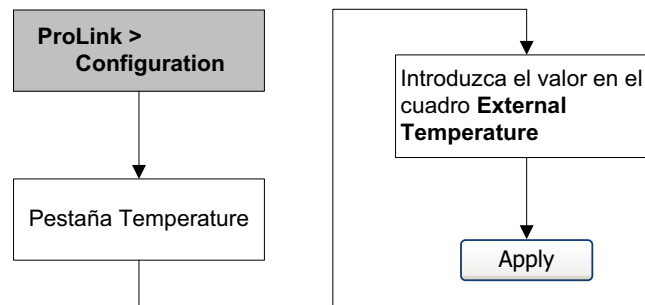 ProLink >
Configuration
Pestaña Temperature
Introduzca el valor en el
cuadro External
Temperature
Apply